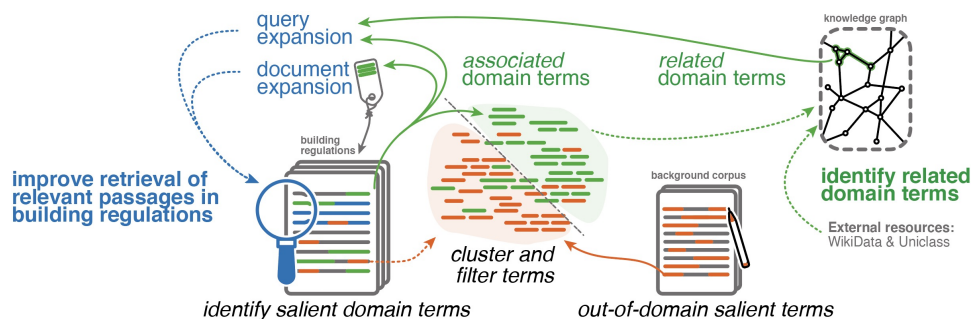 query
expansion
document
expansion
associated
domain terms
related
domain terms
knowledge graph
building
regulations
improve retrieval of
relevant passages in
building regulations
background corpus
identify related
domain terms
External resources:
WikiData & Uniclass
cluster and
filter terms
identify salient domain terms
out-of-domain salient terms